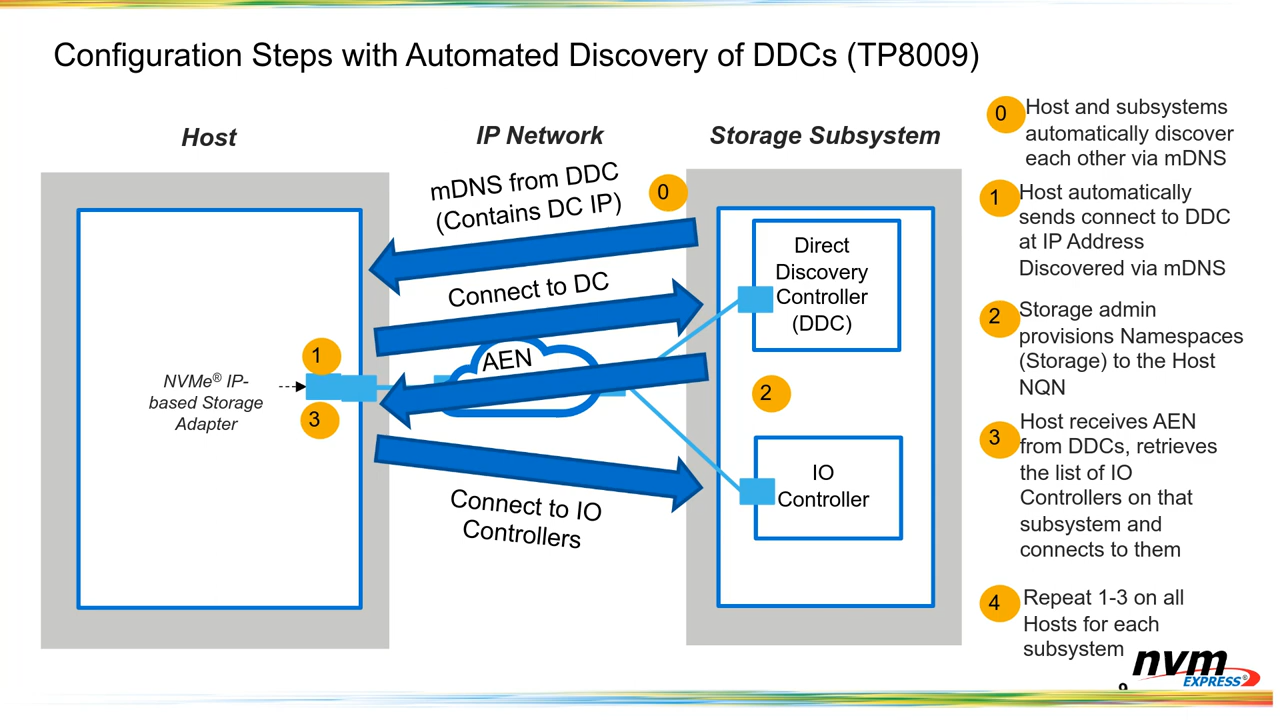 Configuration Steps with Automated Discovery of DDCs (TP8009)
Host
IP Network
Storage Subsystem
mDNS from DDC
(Contains DC IP)
0
Connect to DC
AEN
Connect to IO
Controllers
1
3
NVMe® IP-
based Storage
Adapter
Direct
Discovery
Controller
(DDC)
2
IO
Controller
0
Host and subsystems
automatically discover
each other via mDNS
1
Host automatically
sends connect to DDC
at IP Address
Discovered via mDNS
2
Storage admin
provisions Namespaces
(Storage) to the Host
NQN
3
Host receives AEN
from DDCs, retrieves
the list of IO
Controllers on that
subsystem and
connects to them
4
Repeat 1-3 on all
Hosts for each
subsystem
nvm
EXPRESS®
9